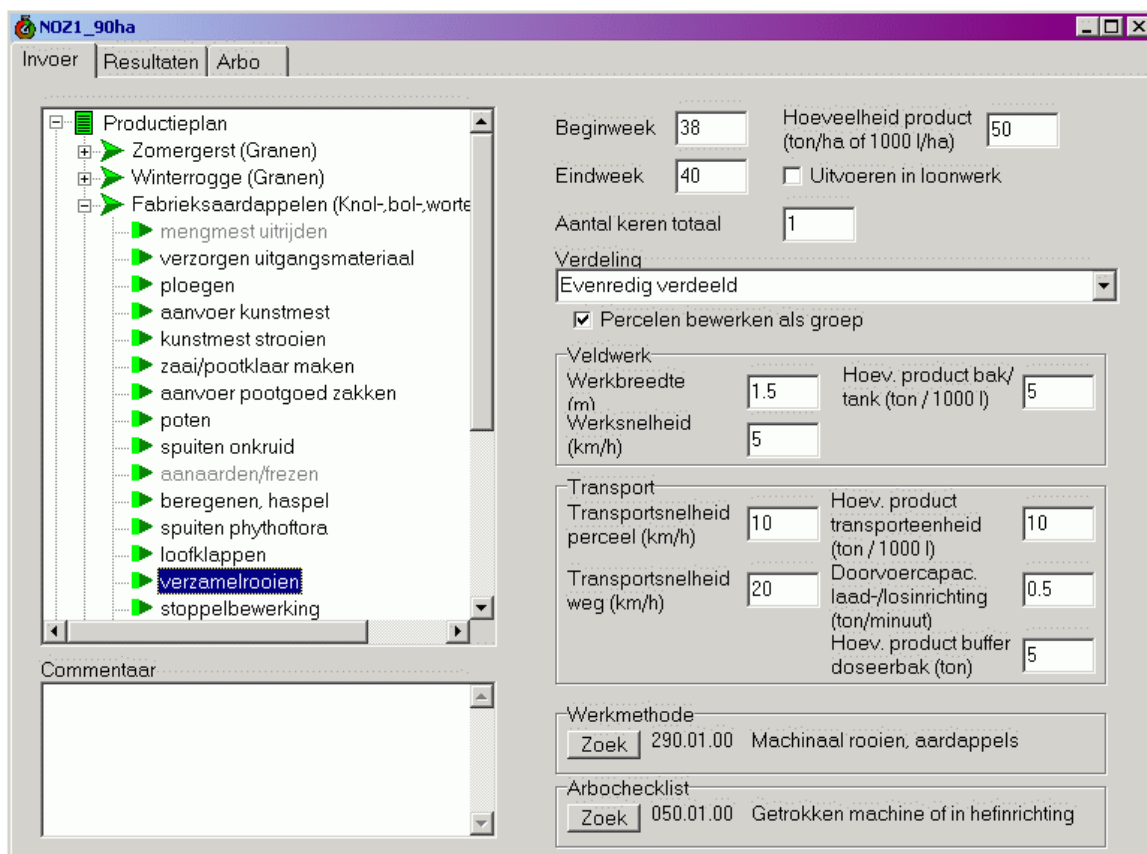 NOZ1_90ha
Invoer
Resultaten
Arbo
Productieplan
Zomergerst (Granen)
Winterrogge (Granen)
Fabrieksaardappelen (Knol-,bol-,worte
mengmest uitrijden
verzorgen uitgangsmateriaal
ploegen
aanvoer kunstmest
kunstmest strooien
zaai/pootklaar maken
aanvoer pootgoed zakken
poten
spuiten onkruid
aanaarden/frezen
beregenen, haspel
spuiten phythoftora
loofklappen
verzamelrooien
stoppelbewerking
Commentaar
Beginweek
38
Hoeveelheid product
(ton/ha of 1000 l/ha)
50
Eindweek
40
Uitvoeren in loonwerk
Aantal keren totaal
1
Verdeling
Evenredig verdeeld
Percelen bewerken als groep
Veldwerk
Werkbreedte
(m)
1.5
Hoev. product bak/
tank (ton / 1000 l)
5
Werksnelheid
(km/h)
5
Transport
Transportsnelheid
perceel (km/h)
10
Hoev. product
transporteenheid
(ton / 1000 l)
10
Transportsnelheid
weg (km/h)
20
Doorvoercapac.
laad-/losinrichting
(ton/minuut)
0.5
Hoev. product buffer
doseerbak (ton)
5
Werkmethode
Zoek
290.01.00 Machinaal rooien, aardappels
Arbochecklist
Zoek
050.01.00 Getrokken machine of in hefinrichting